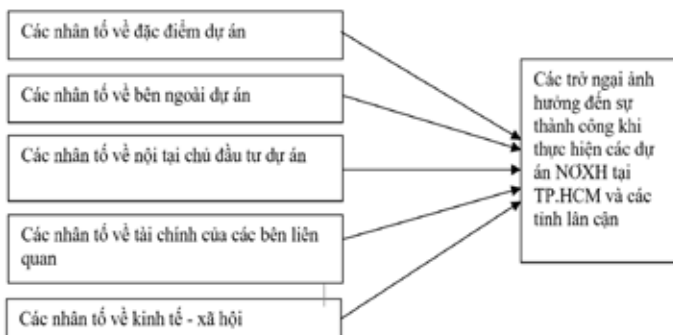 Các nhân tố về đặc điểm dự án
Các nhân tố về bên ngoài dự án
Các nhân tố về nội tại chủ đầu tư dự án
Các nhân tố về tài chính của các bên liên
quan
Các nhân tố về kinh tế - xã hội
Các trở ngại ảnh
hưởng đến sự
thành công khi
thực hiện các dự
án NƠXH tại
TP.HCM và các
tỉnh lân cận